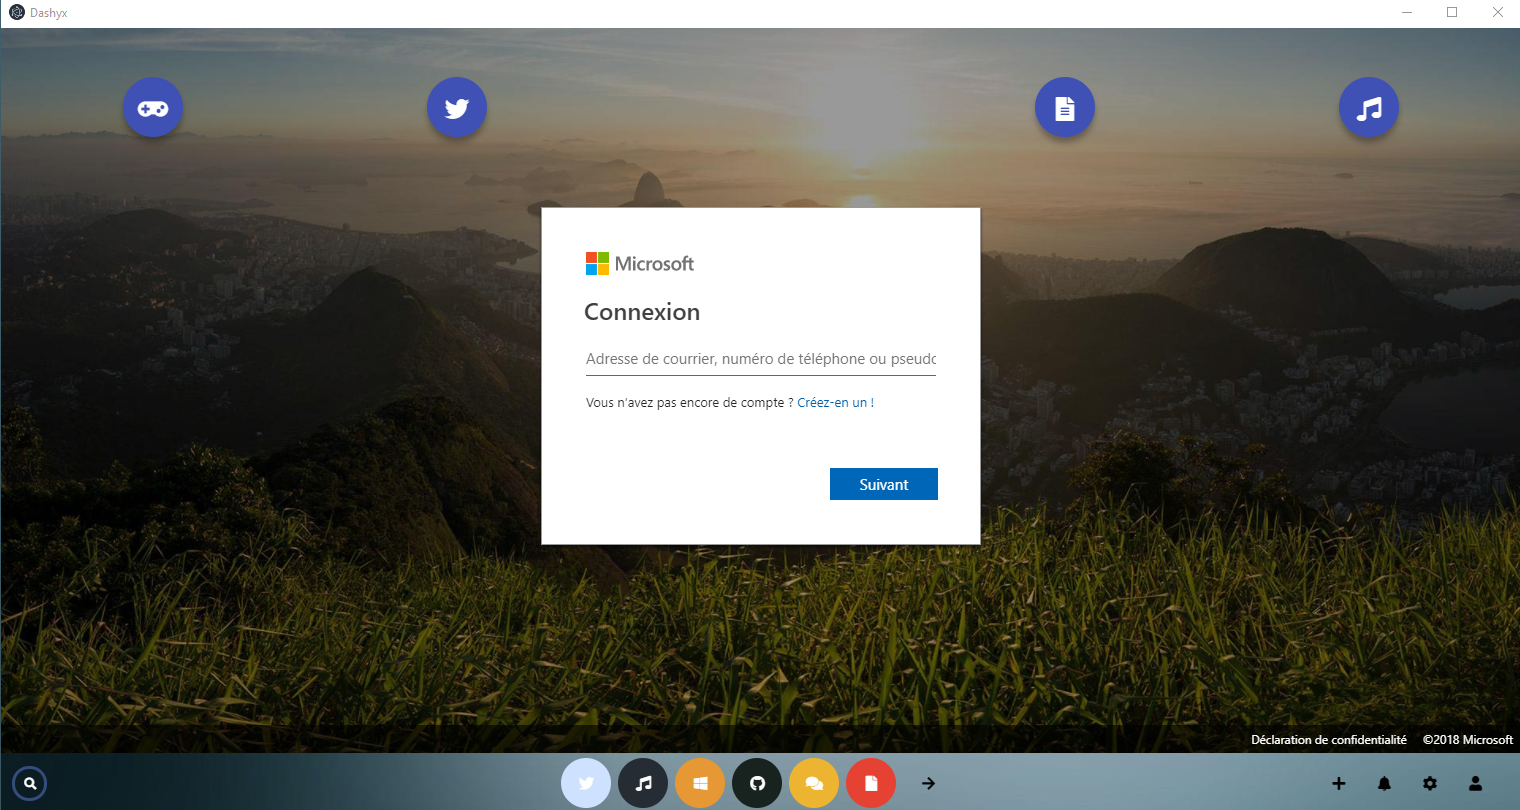 Dashyx
Microsoft
Connexion
Adresse de courrier, numéro de téléphone ou pseudo
Vous n'avez pas encore de compte ? Créez-en un !
Suivant
Déclaration de confidentialité ©2018 Microsoft